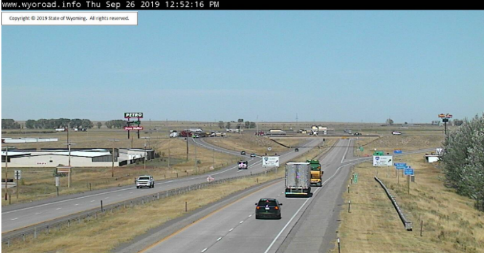 www.wyoroad.info Thu Sep 26 2019 12:52:16 PM
Copyright © 2019 State of Wyoming. All rights reserved.
PETRO